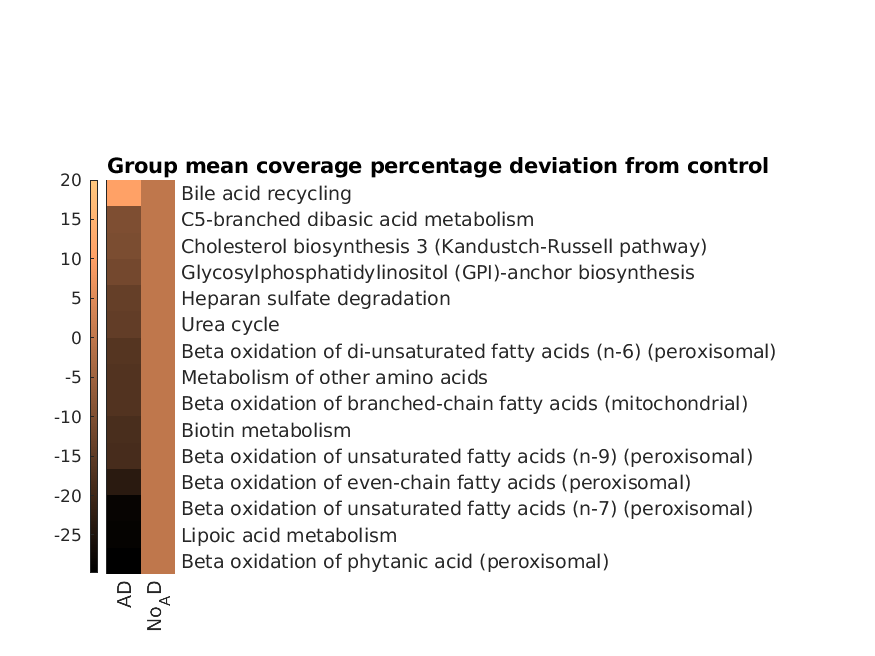 Group mean coverage percentage deviation from control
20
15
10
5
0
-5
-10
-15
-20
-25
Bile acid recycling
C5-branched dibasic acid metabolism
Cholesterol biosynthesis 3 (Kandustch-Russell pathway)
Glycosylphosphatidylinositol (GPI)-anchor biosynthesis
Heparan sulfate degradation
Urea cycle
Beta oxidation of di-unsaturated fatty acids (n-6) (peroxisomal)
Metabolism of other amino acids
Beta oxidation of branched-chain fatty acids (mitochondrial)
Biotin metabolism
Beta oxidation of unsaturated fatty acids (n-9) (peroxisomal)
Beta oxidation of even-chain fatty acids (peroxisomal)
Beta oxidation of unsaturated fatty acids (n-7) (peroxisomal)
Lipoic acid metabolism
Beta oxidation of phytanic acid (peroxisomal)
AD
No_AD